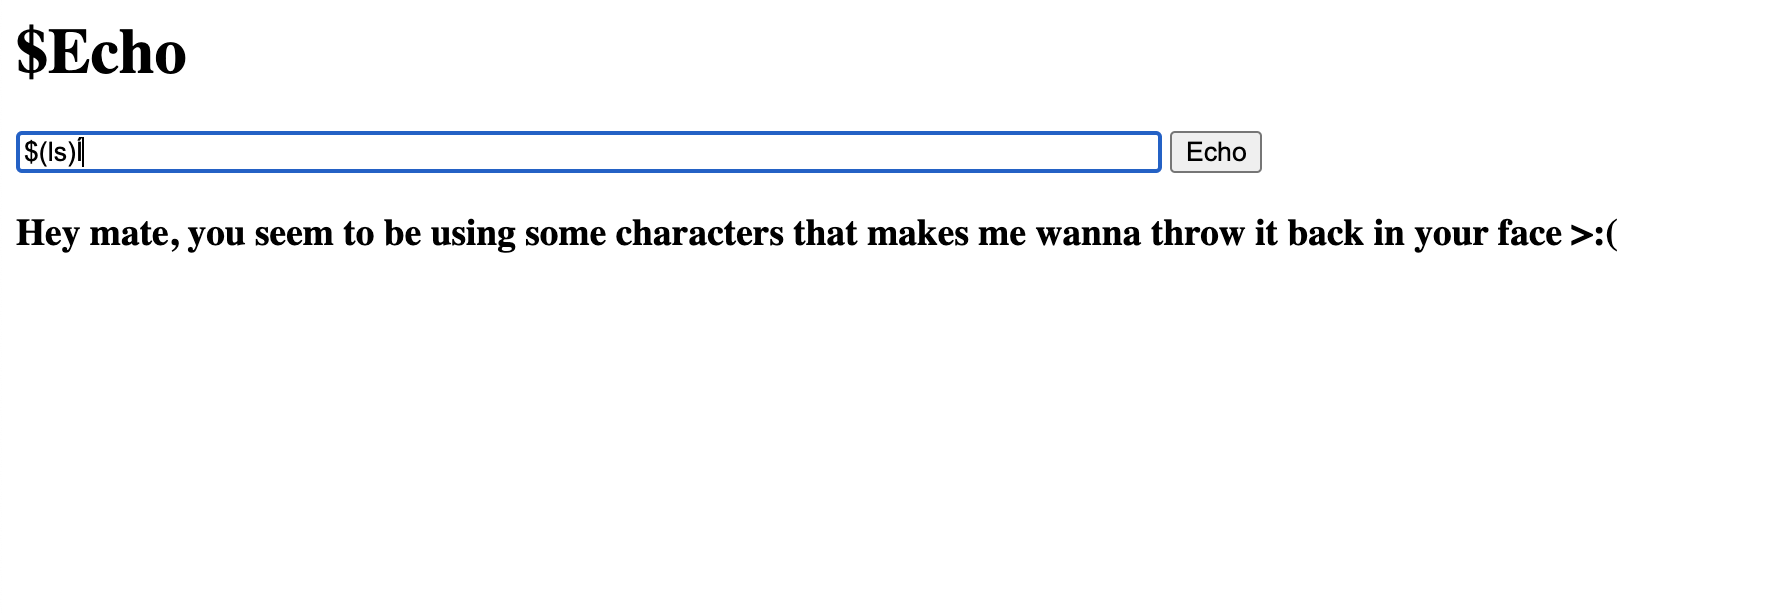 $Echo
$(ls)Í
Echo
Hey mate, you seem to be using some characters that makes me wanna throw it back in your face >:(